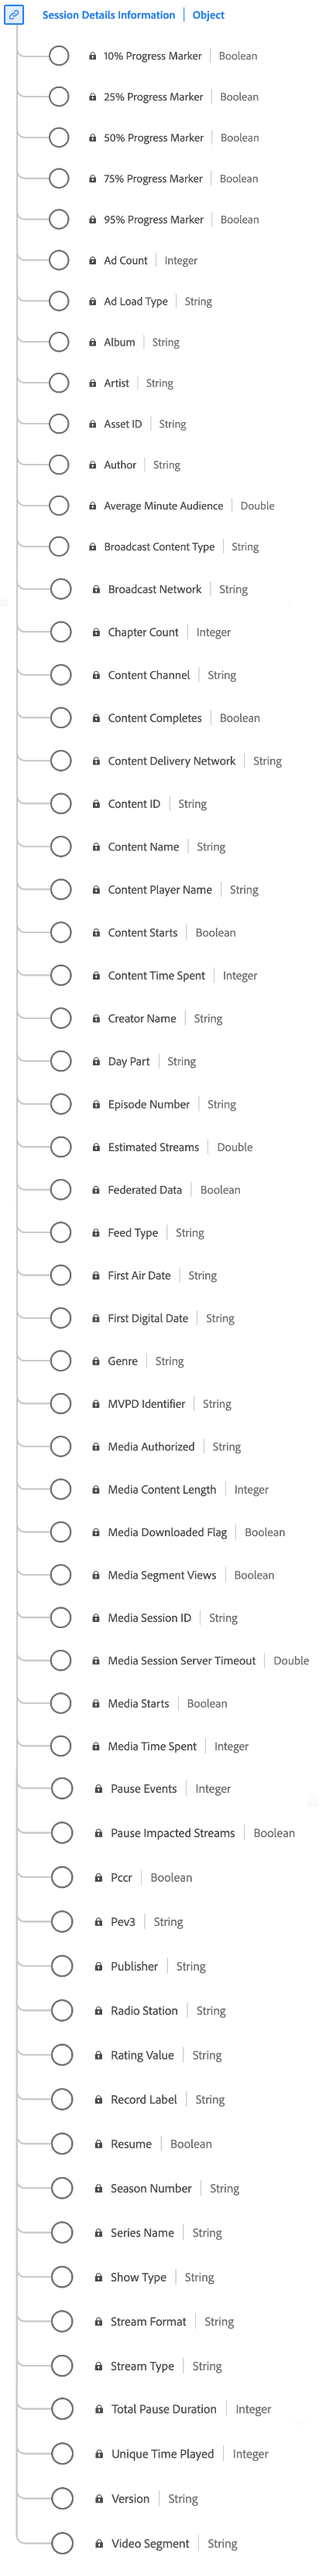 Session Details Information | Object
10% Progress Marker | Boolean
25% Progress Marker | Boolean
50% Progress Marker | Boolean
75% Progress Marker | Boolean
95% Progress Marker | Boolean
Ad Count | Integer
Ad Load Type | String
Album | String
Artist | String
Asset ID | String
Author | String
Average Minute Audience | Double
Broadcast Content Type | String
Broadcast Network | String
Chapter Count | Integer
Content Channel | String
Content Completes | Boolean
Content Delivery Network | String
Content ID | String
Content Name | String
Content Player Name | String
Content Starts | Boolean
Content Time Spent | Integer
Creator Name | String
Day Part | String
Episode Number | String
Estimated Streams | Double
Federated Data | Boolean
Feed Type | String
First Air Date | String
First Digital Date | String
Genre | String
MVPD Identifier | String
Media Authorized | String
Media Content Length | Integer
Media Downloaded Flag | Boolean
Media Segment Views | Boolean
Media Session ID | String
Media Session Server Timeout | Double
Media Starts | Boolean
Media Time Spent | Integer
Pause Events | Integer
Pause Impacted Streams | Boolean
Pccr | Boolean
Pev3 | String
Publisher | String
Radio Station | String
Rating Value | String
Record Label | String
Resume | Boolean
Season Number | String
Series Name | String
Show Type | String
Stream Format | String
Stream Type | String
Total Pause Duration | Integer
Unique Time Played | Integer
Version | String
Video Segment | String